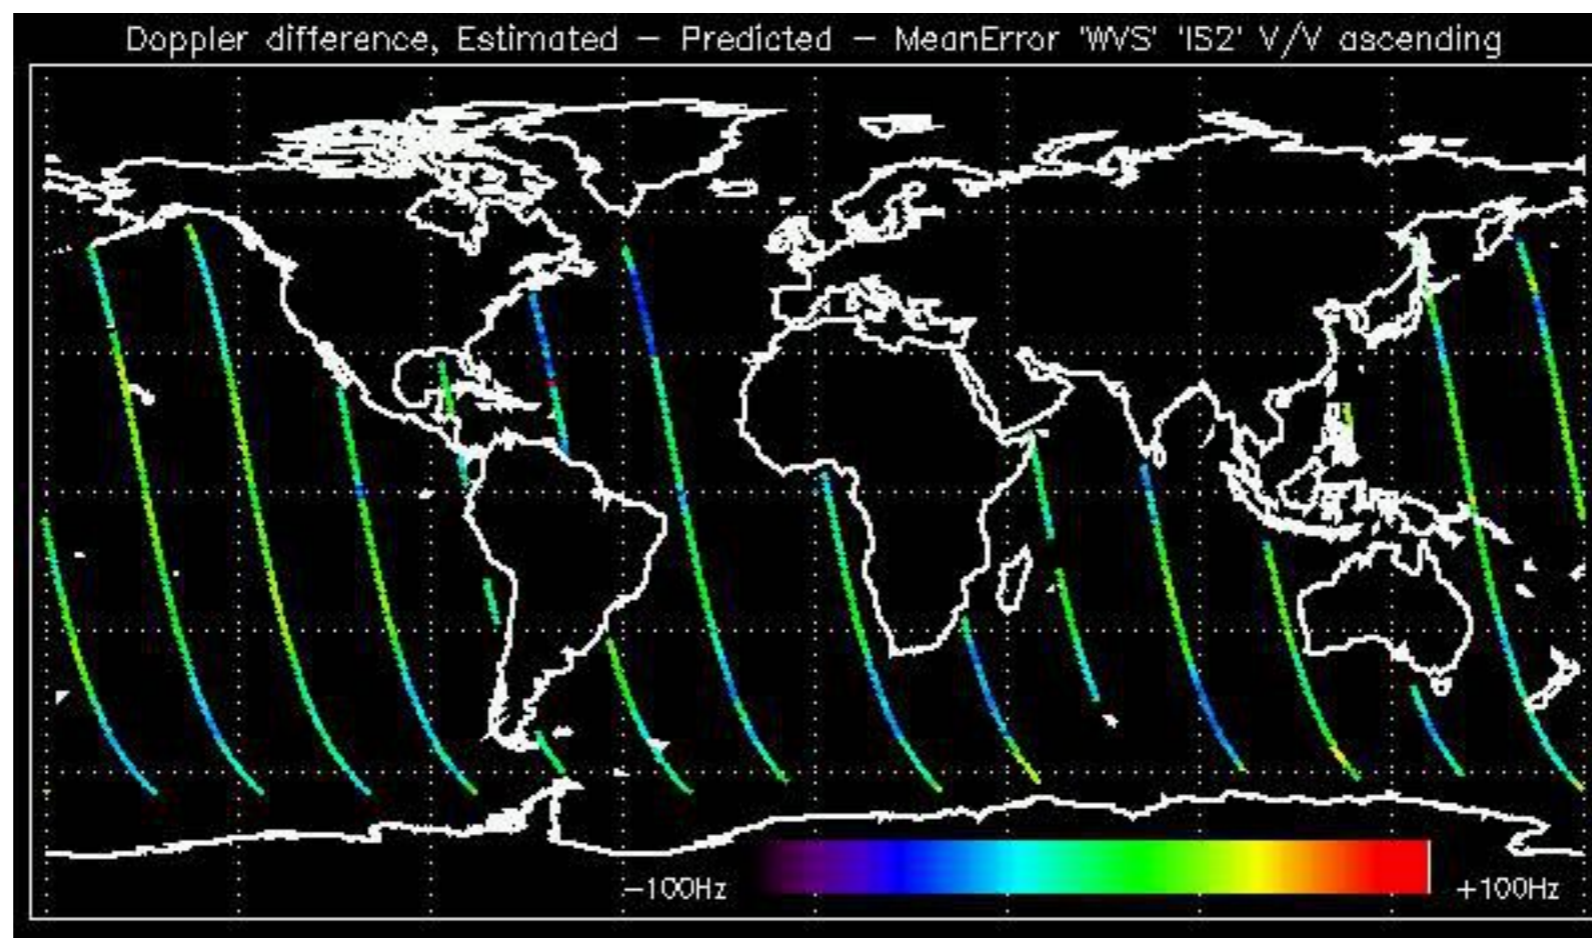 Doppler difference, Estimated - Predicted - MeanError 'WVS' 'IS2' V/V ascending
-100Hz
+100Hz